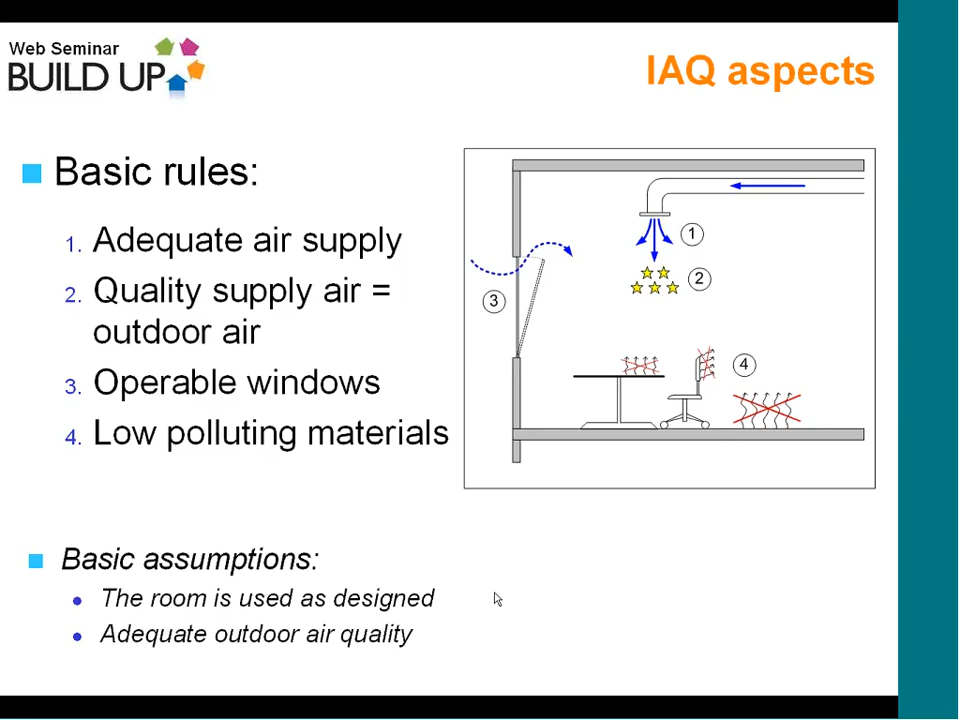 Web Seminar
BUILD UP
IAQ aspects
Basic rules:
1. Adequate air supply
2. Quality supply air =
outdoor air
3. Operable windows
4. Low polluting materials
1
2
3
4
Basic assumptions:
The room is used as designed
Adequate outdoor air quality